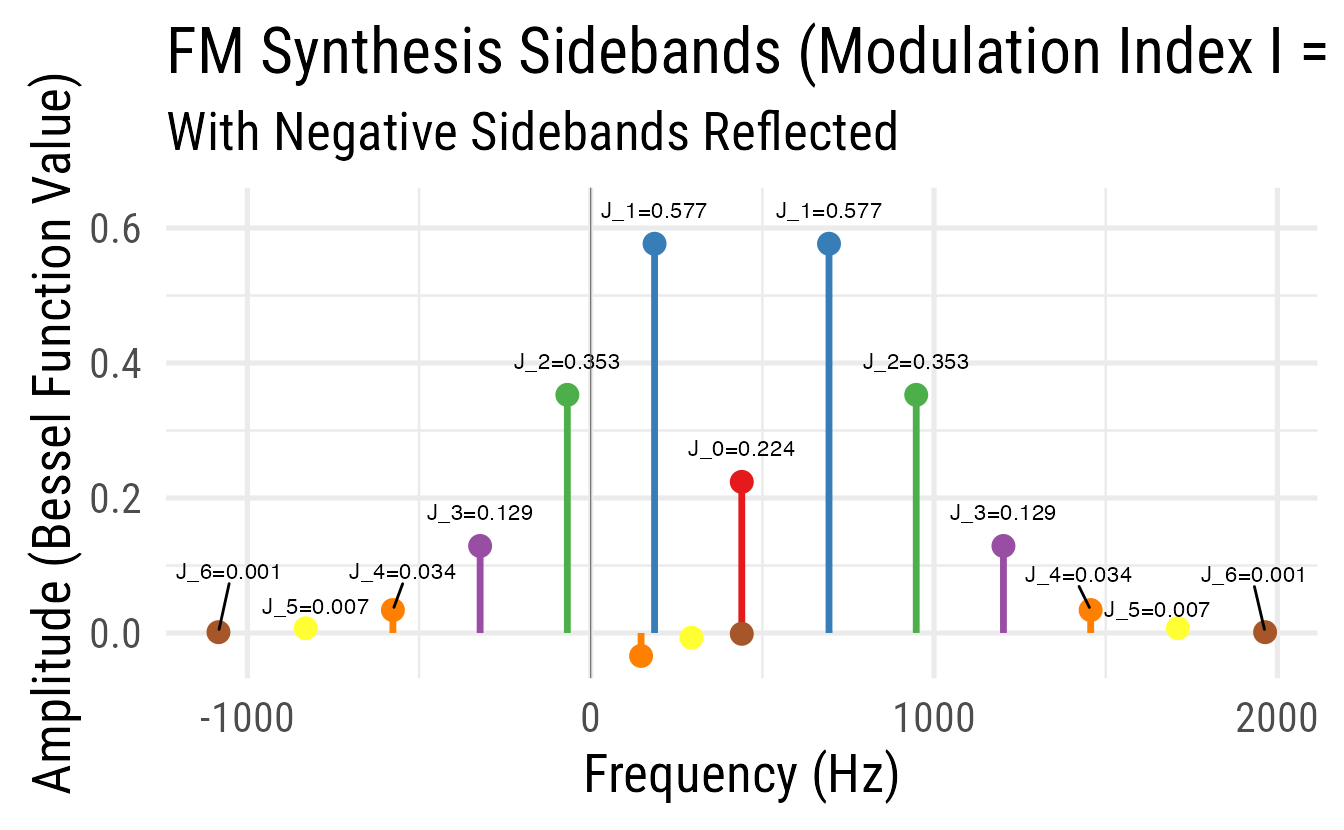 FM Synthesis Sidebands (Modulation Index I =
With Negative Sidebands Reflected
Amplitude (Bessel Function Value)
0.6
0.4
0.2
0.0
J_1=0.577
J_1=0.577
J_2=0.353
J_2=0.353
J_0=0.224
J_3=0.129
J_3=0.129
J_6=0.001
J_4=0.034
J_4=0.034
J_6=0.001
J_5=0.007
J_5=0.007
-1000
0
1000
2000
Frequency (Hz)